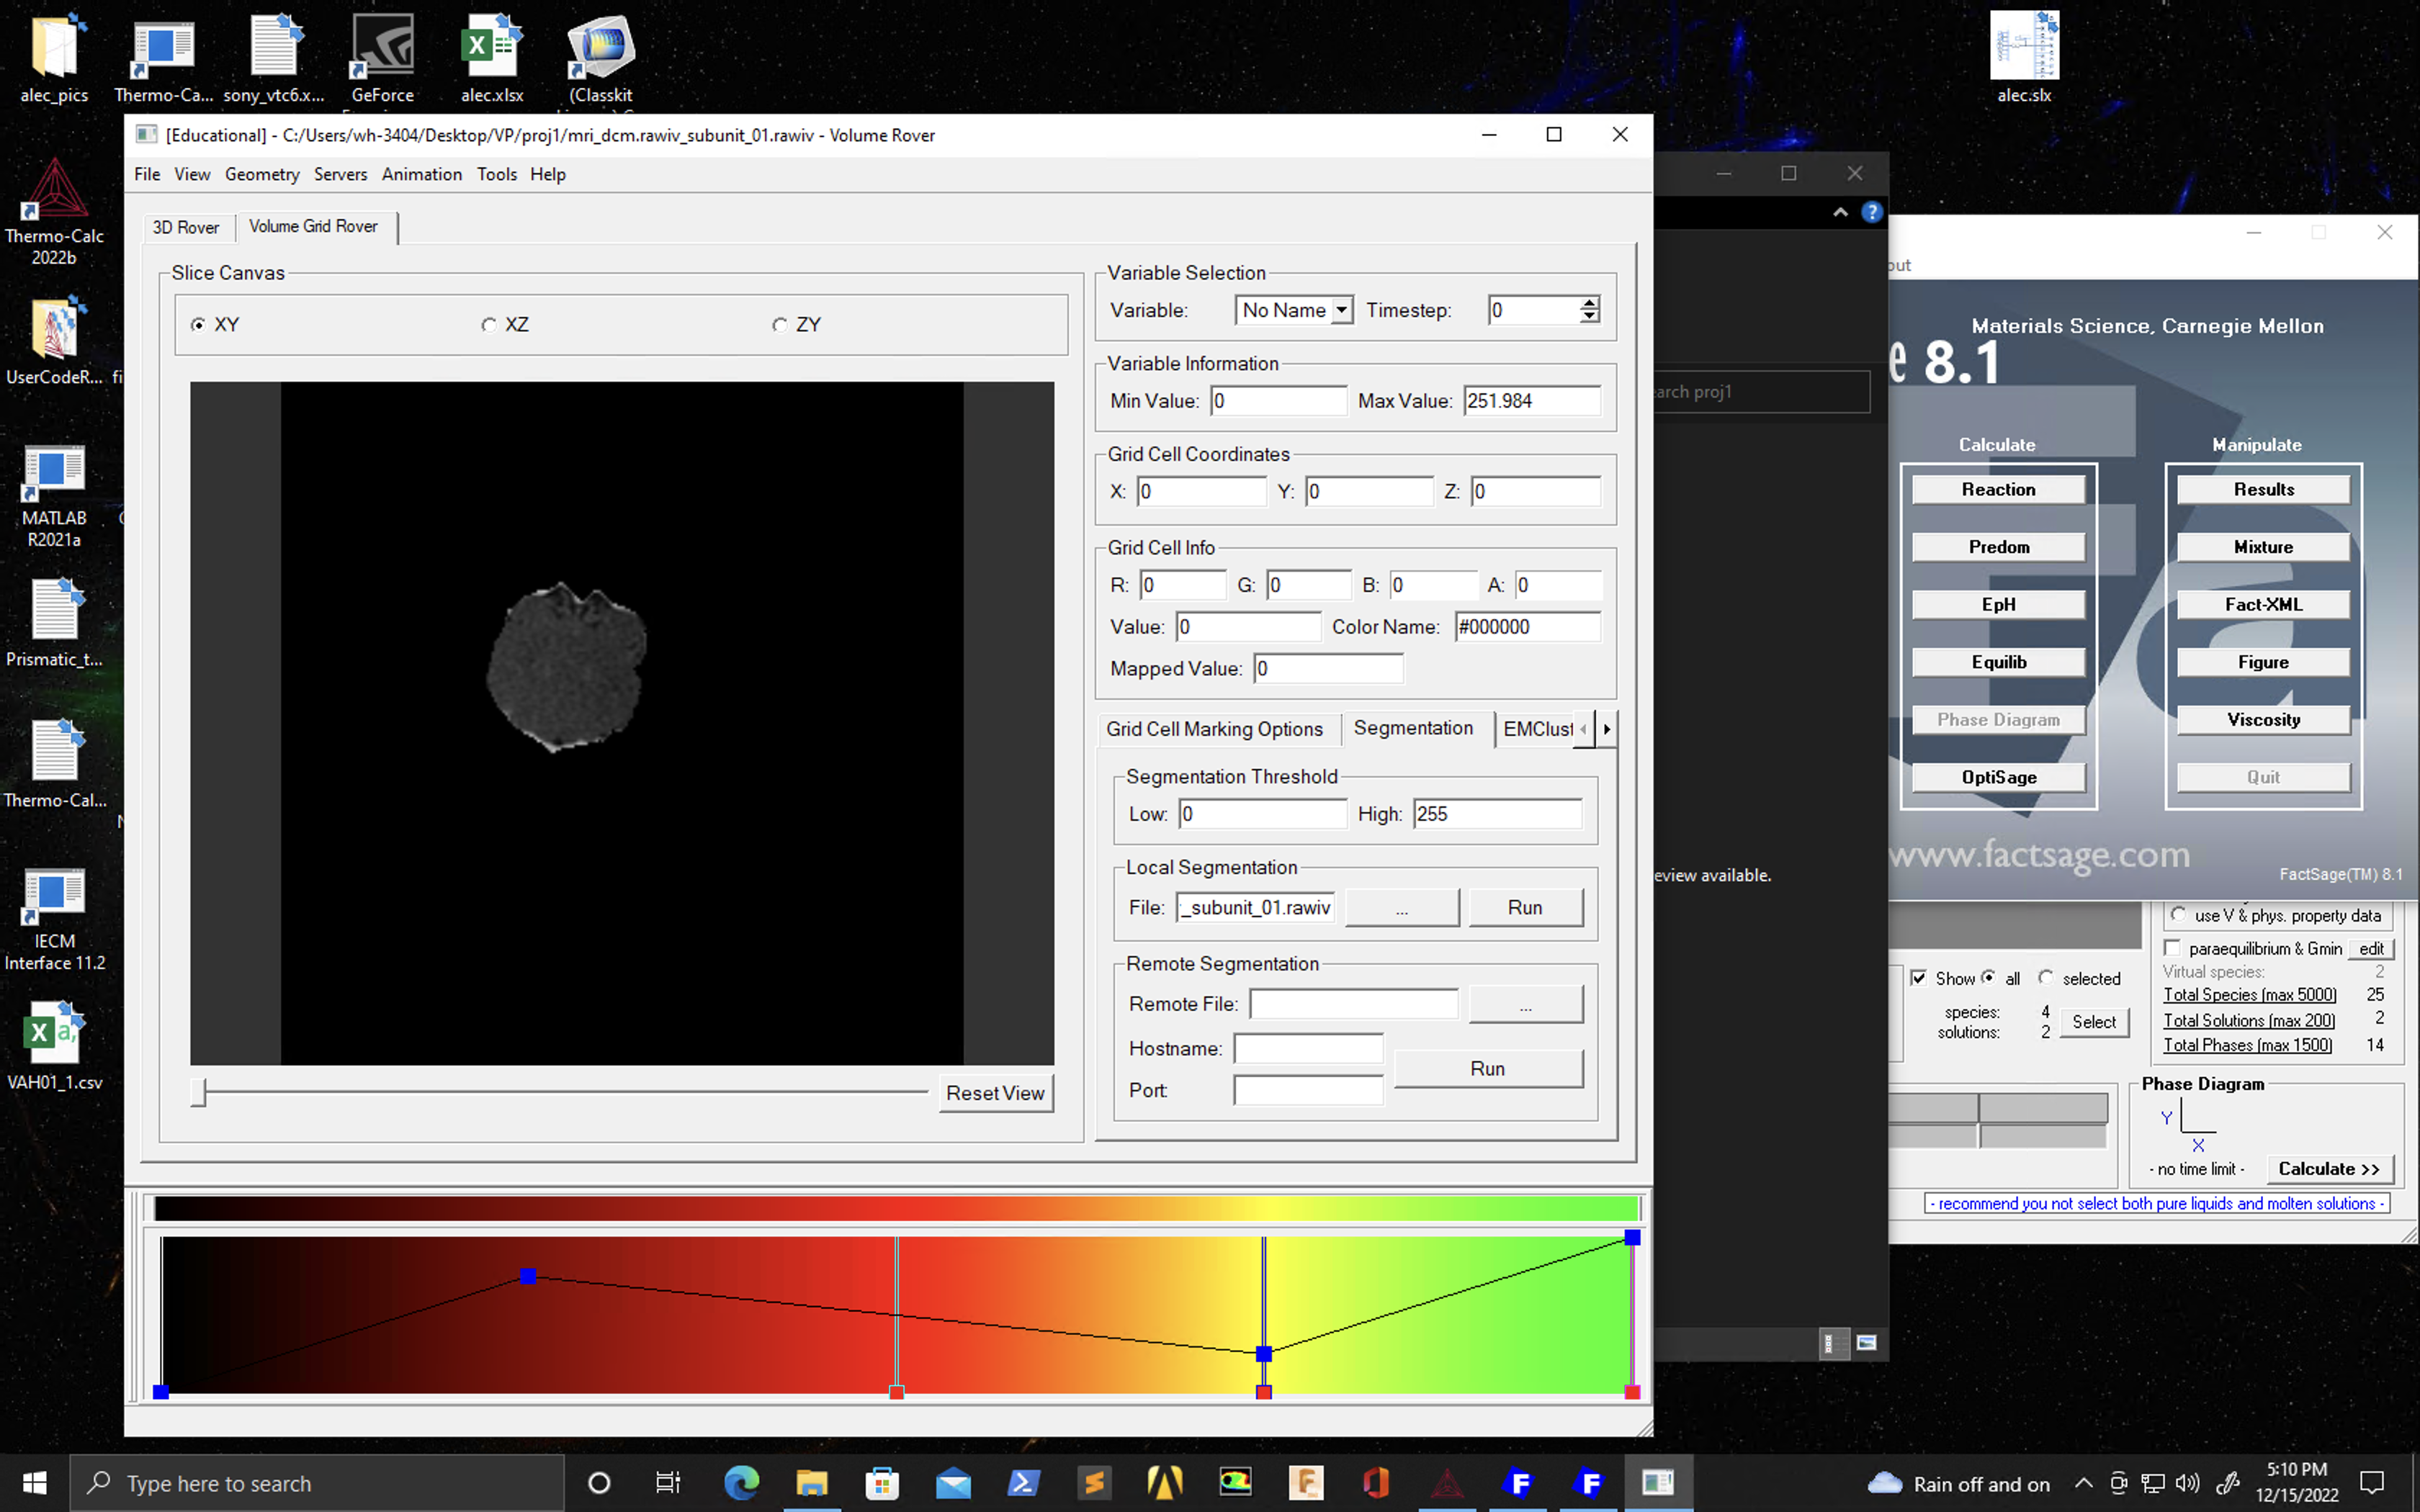 alec_pics
Thermo-Ca...
sony_vtc6.x...
GeForce
alec.xlsx
(Classkit
alec.slx
Thermo-Calc
2022b
UserCodeR...
MATLAB
R2021a
Prismatic_t...
Thermo-Cal...
IECM
Interface 11.2
VAH01_1.csv
[Educational] - C:/Users/wh-3404/Desktop/VP/proj1/mri_dcm.rawiv_subunit_01.rawiv - Volume Rover
File View Geometry Servers Animation Tools Help
3D Rover Volume Grid Rover
Slice Canvas
XY XZ ZY
Reset View
Variable Selection
Variable: No Name Timestep: 0
Variable Information
Min Value: 0 Max Value: 251.984
Grid Cell Coordinates
X: 0 Y: 0 Z: 0
Grid Cell Info
R: 0 G: 0 B: 0 A: 0
Value: 0 Color Name: #000000
Mapped Value: 0
Grid Cell Marking Options Segmentation EMClust
Segmentation Threshold
Low: 0 High: 255
Local Segmentation
File: _subunit_01.rawiv ... Run
Remote Segmentation
Remote File: ...
Hostname:
Run
Port:
earch proj1
eview available.
out
Materials Science, Carnegie Mellon
e 8.1
Calculate Manipulate
Reaction Results
Predom Mixture
EpH Fact-XML
Equilib Figure
Phase Diagram Viscosity
OptiSage Quit
www.factsage.com
FactSage(TM) 8.1
use V & phys. property data
paraequilibrium & Gmin edit
Virtual species: 2
Total Species (max 5000) 25
Total Solutions (max 200) 2
Total Phases (max 1500) 14
Show all selected
species: 4
solutions: 2
Select
Phase Diagram
Y
X
- no time limit - Calculate >>
- recommend you not select both pure liquids and molten solutions -
Type here to search
Rain off and on
5:10 PM
12/15/2022